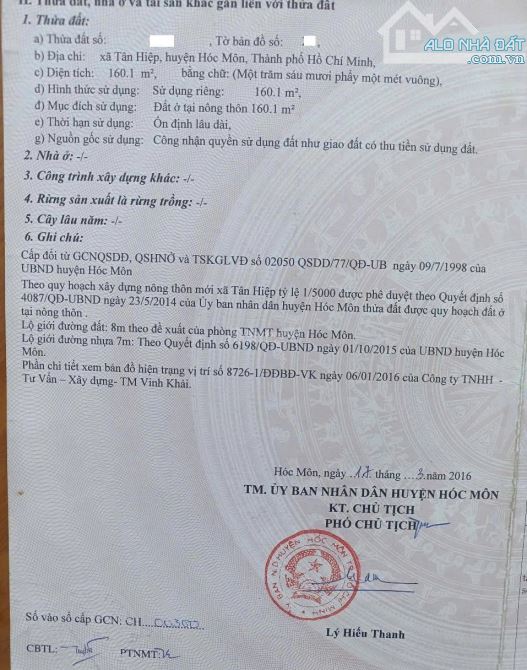 II. Thửa đất, nhà ở và tài sản khác gắn liền với thửa đất
ALO NHÀ ĐẤT
.com.vn
1. Thửa đất:
a) Thửa đất số: , Tờ bản đồ số: ,
b) Địa chỉ: xã Tân Hiệp, huyện Hóc Môn, Thành phố Hồ Chí Minh,
c) Diện tích: 160.1 m², bằng chữ: (Một trăm sáu mươi phẩy một mét vuông),
d) Hình thức sử dụng: Sử dụng riêng: 160.1 m²,
đ) Mục đích sử dụng: Đất ở tại nông thôn 160.1 m²
e) Thời hạn sử dụng: Ổn định lâu dài,
g) Nguồn gốc sử dụng: Công nhận quyền sử dụng đất như giao đất có thu tiền sử dụng đất.
2. Nhà ở: -/-
3. Công trình xây dựng khác: -/-
4. Rừng sản xuất là rừng trồng: -/-
5. Cây lâu năm: -/-
6. Ghi chú:
Cấp đổi từ GCNQSDĐ, QSHNỞ và TSKGLVĐ số 02050 QSDĐ/77/QĐ-UB ngày 09/7/1998 của
UBND huyện Hóc Môn
Theo quy hoạch xây dựng nông thôn mới xã Tân Hiệp tỷ lệ 1/5000 được phê duyệt theo Quyết định số
4087/QĐ-UBND ngày 23/5/2014 của Ủy ban nhân dân huyện Hóc Môn thửa đất được quy hoạch đất ở
tại nông thôn .
Lộ giới đường đất: 8m theo đề xuất của phòng TNMT huyện Hóc Môn.
Lộ giới đường nhựa 7m: Theo Quyết định số 6198/QĐ-UBND ngày 01/10/2015 của UBND huyện Hóc
Môn.
Phần chi tiết xem bản đồ hiện trạng vị trí số 8726-1/ĐĐBĐ-VK ngày 06/01/2016 của Công ty TNHH -
Tư Vấn – Xây dựng- TM Vinh Khải.
Hóc Môn, ngày ..17. tháng ....3. năm 2016
TM. ỦY BAN NHÂN DÂN HUYỆN HÓC MÔN
KT. CHỦ TỊCH
PHÓ CHỦ TỊCH
ỦY BAN N.D HUYỆN HÓC MÔN T.P HỒ CHÍ MINH
Lý Hiếu Thanh
Số vào sổ cấp GCN: CH....
CBTL: PTNMT: